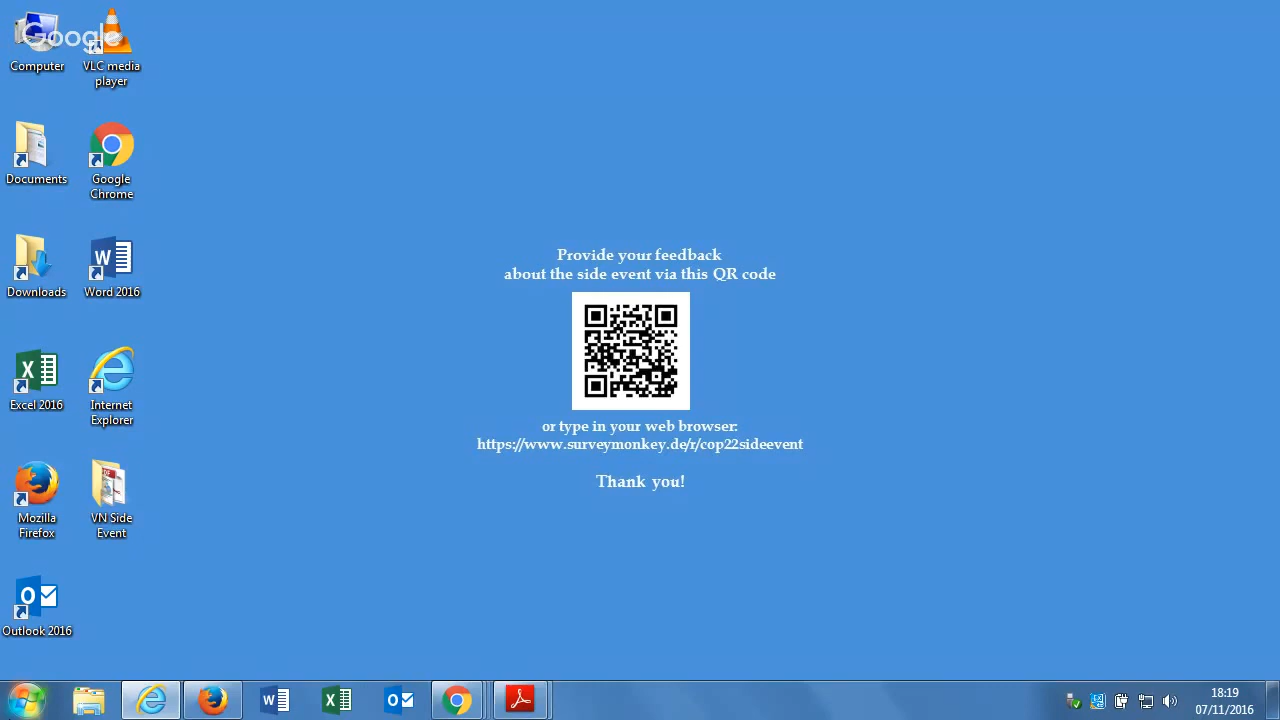 Google
Computer
VLC media
player
Documents
Google
Chrome
Downloads
Word 2016
Excel 2016
Internet
Explorer
Mozilla
Firefox
VN Side
Event
Outlook 2016
Provide your feedback
about the side event via this QR code
or type in your web browser:
https://www.surveymonkey.de/r/cop22sideevent
Thank you!
18:19
07/11/2016